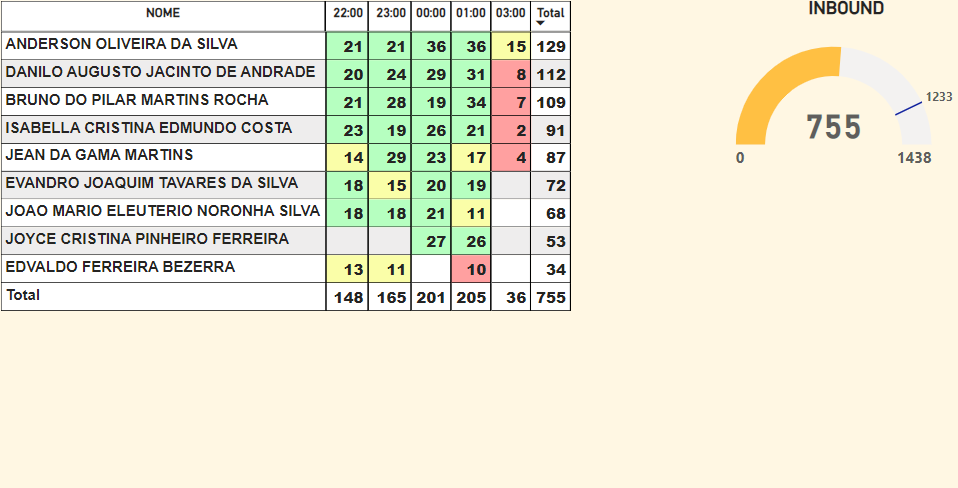 NOME 22:00 23:00 00:00 01:00 03:00 Total
ANDERSON OLIVEIRA DA SILVA 21 21 36 36 15 129
DANILO AUGUSTO JACINTO DE ANDRADE 20 24 29 31 8 112
BRUNO DO PILAR MARTINS ROCHA 21 28 19 34 7 109
ISABELLA CRISTINA EDMUNDO COSTA 23 19 26 21 2 91
JEAN DA GAMA MARTINS 14 29 23 17 4 87
EVANDRO JOAQUIM TAVARES DA SILVA 18 15 20 19 72
JOAO MARIO ELEUTERIO NORONHA SILVA 18 18 21 11 68
JOYCE CRISTINA PINHEIRO FERREIRA 27 26 53
EDVALDO FERREIRA BEZERRA 13 11 10 34
Total 148 165 201 205 36 755
INBOUND
1233
755
0 1438